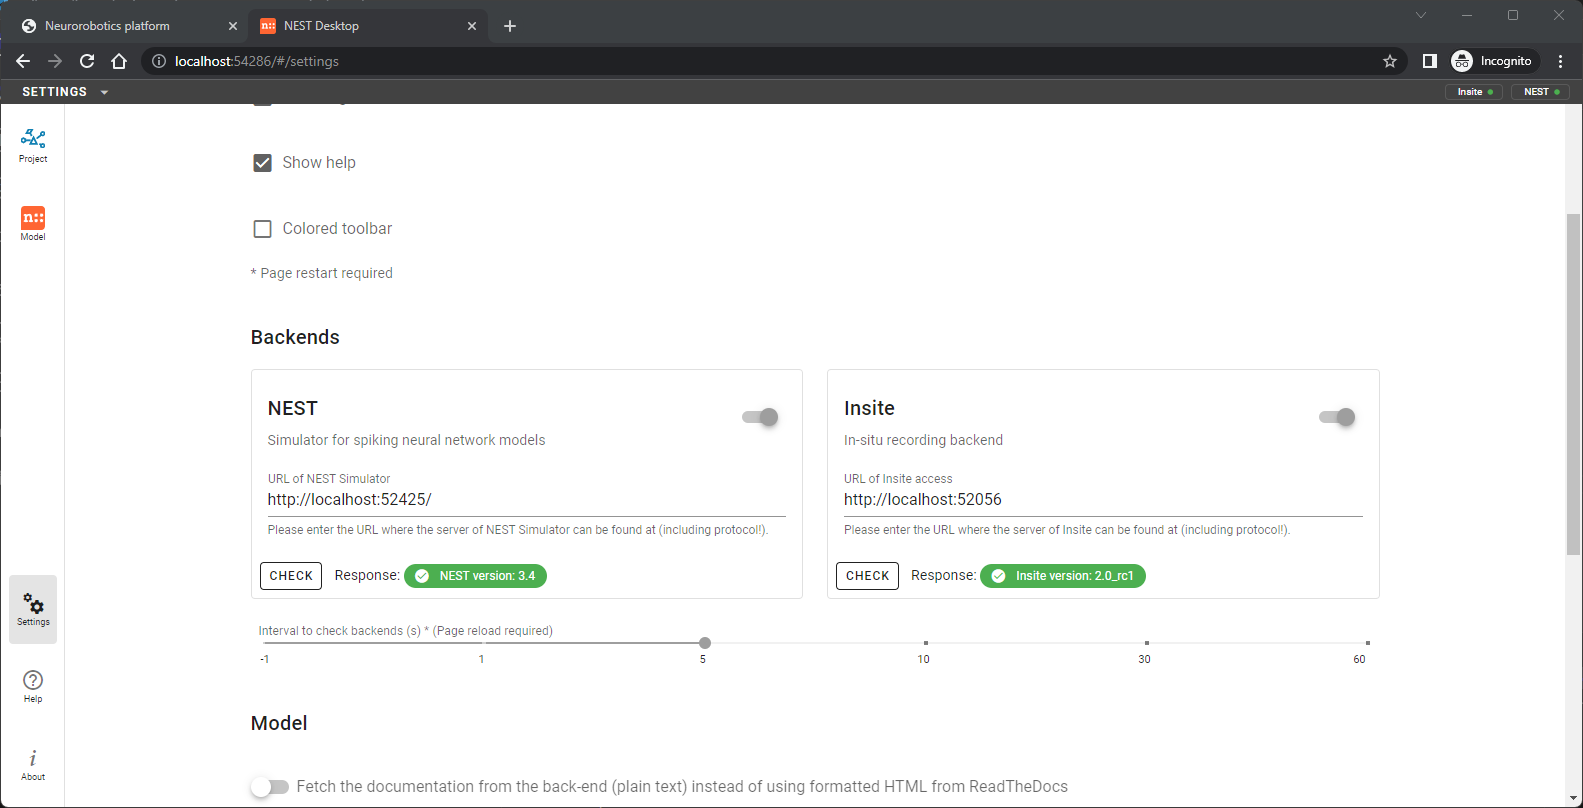 Neurorobotics platform
NEST Desktop
localhost:54286/#/settings
Incognito
SETTINGS
Insite
NEST
Project
n::
Model
Settings
Help
i
About
Show help
Colored toolbar
* Page restart required
Backends
NEST
Simulator for spiking neural network models
URL of NEST Simulator
http://localhost:52425/
Please enter the URL where the server of NEST Simulator can be found at (including protocol!).
CHECK
Response:
NEST version: 3.4
Insite
In-situ recording backend
URL of Insite access
http://localhost:52056
Please enter the URL where the server of Insite can be found at (including protocol!).
CHECK
Response:
Insite version: 2.0_rc1
Interval to check backends (s) * (Page reload required)
-1 1 5 10 30 60
Model
Fetch the documentation from the back-end (plain text) instead of using formatted HTML from ReadTheDocs